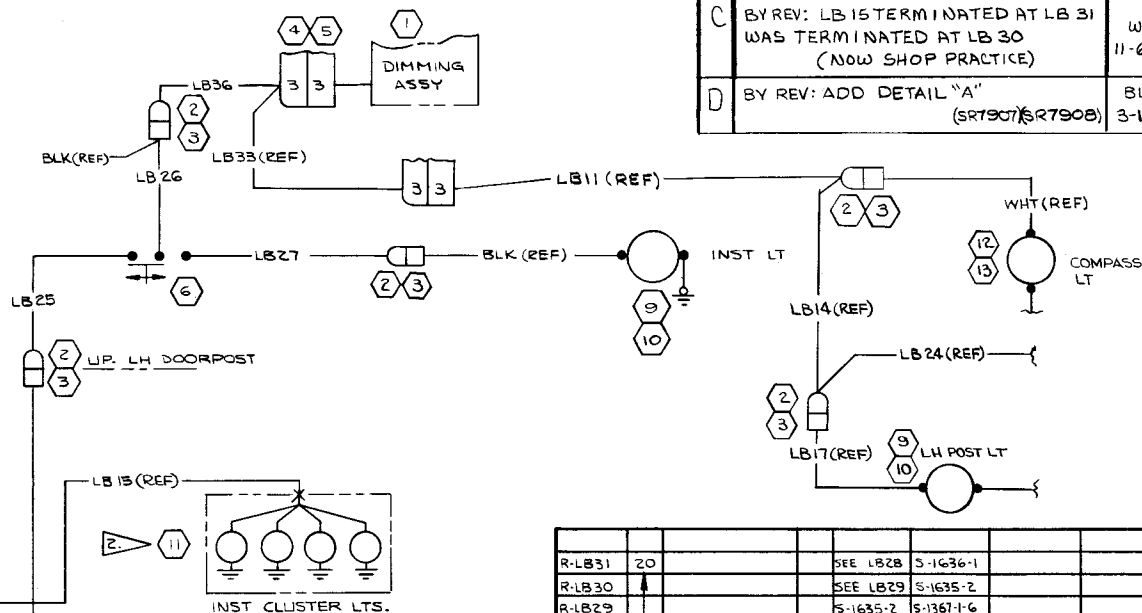 C BY REV: LB 15 TERMINATED AT LB 31
WAS TERMINATED AT LB 30
(NOW SHOP PRACTICE)
W
11-6
D BY REV: ADD DETAIL "A"
(SR7907)(SR7908)
BL
4 5
1
DIMMING
ASSY
3 3
LB36
2
3
BLK(REF)
LB33(REF)
LB26
3 3
LB11 (REF)
2 3
WHT(REF)
12
13
COMPASS
LT
LB27
BLK (REF)
INST LT
2 3
6
9
10
LB25
LB14(REF)
2
3
UP. LH DOORPOST
LB24(REF)
2
3
LB17(REF)
9
10
LH POST LT
LB15(REF)
2.
11
INST CLUSTER LTS.
R-LB31 20 SEE LB28 S-1636-1
R-LB30 SEE LB29 S-1635-2
R-LB29 S-1635-2 S-1367-1-6